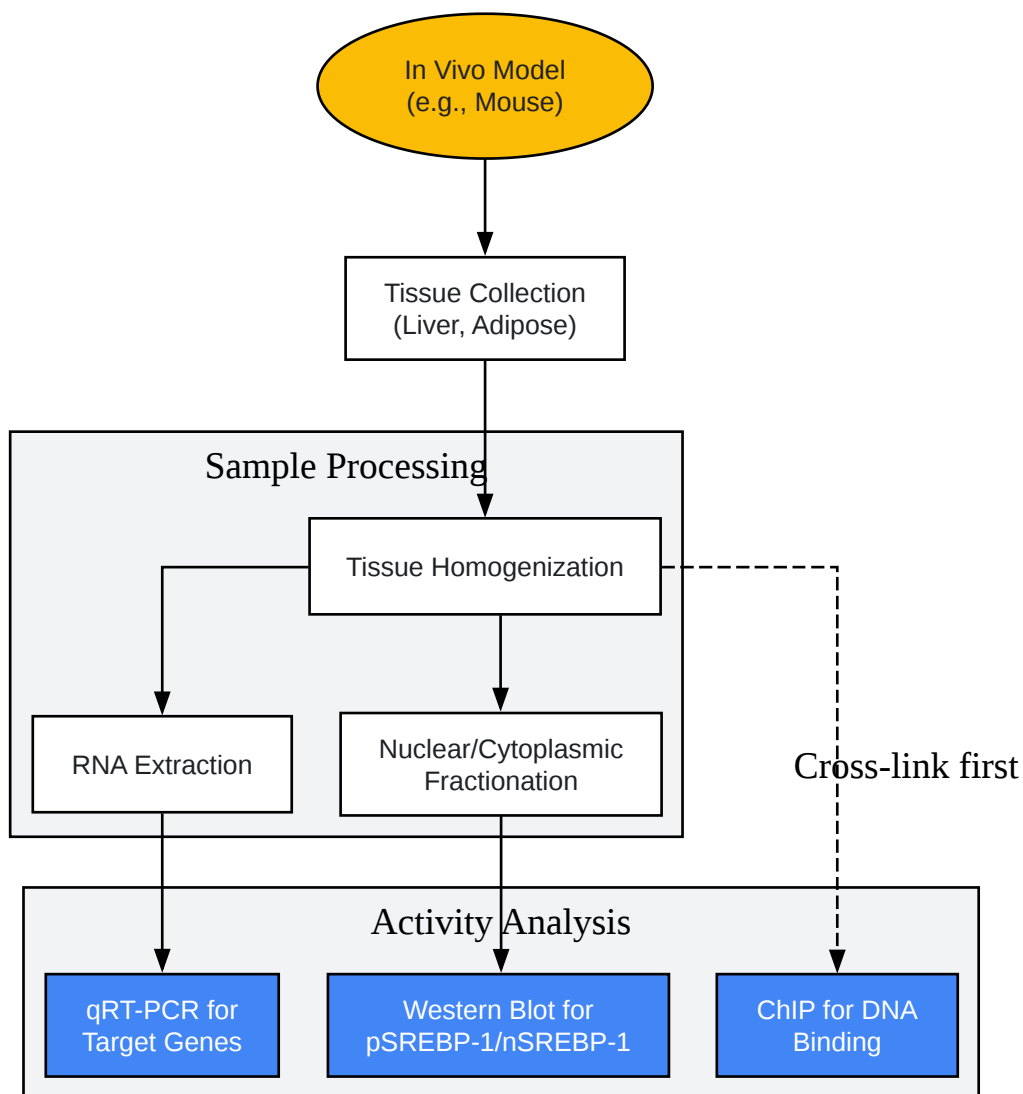 In Vivo Model
(e.g., Mouse)
Tissue Collection
(Liver, Adipose)
Sample Processing
Tissue Homogenization
RNA Extraction
Nuclear/Cytoplasmic
Fractionation
Cross-link first
Activity Analysis
qRT-PCR for
Target Genes
Western Blot for
pSREBP-1/nSREBP-1
ChIP for DNA
Binding